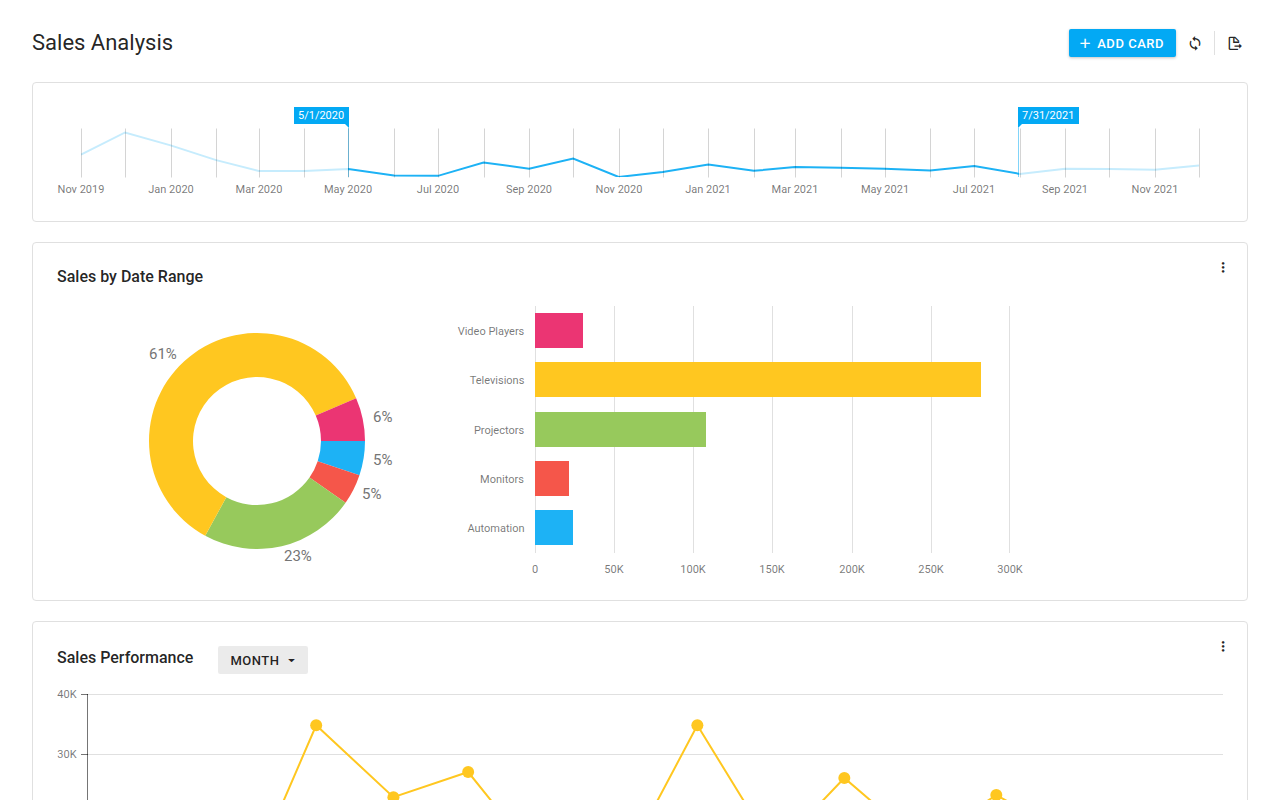 Sales Analysis
+ ADD CARD
5/1/2020 7/31/2021
Nov 2019 Jan 2020 Mar 2020 May 2020 Jul 2020 Sep 2020 Nov 2020 Jan 2021 Mar 2021 May 2021 Jul 2021 Sep 2021 Nov 2021
Sales by Date Range
61%
6%
5%
5%
23%
Video Players
Televisions
Projectors
Monitors
Automation
0 50K 100K 150K 200K 250K 300K
Sales Performance MONTH
40K
30K